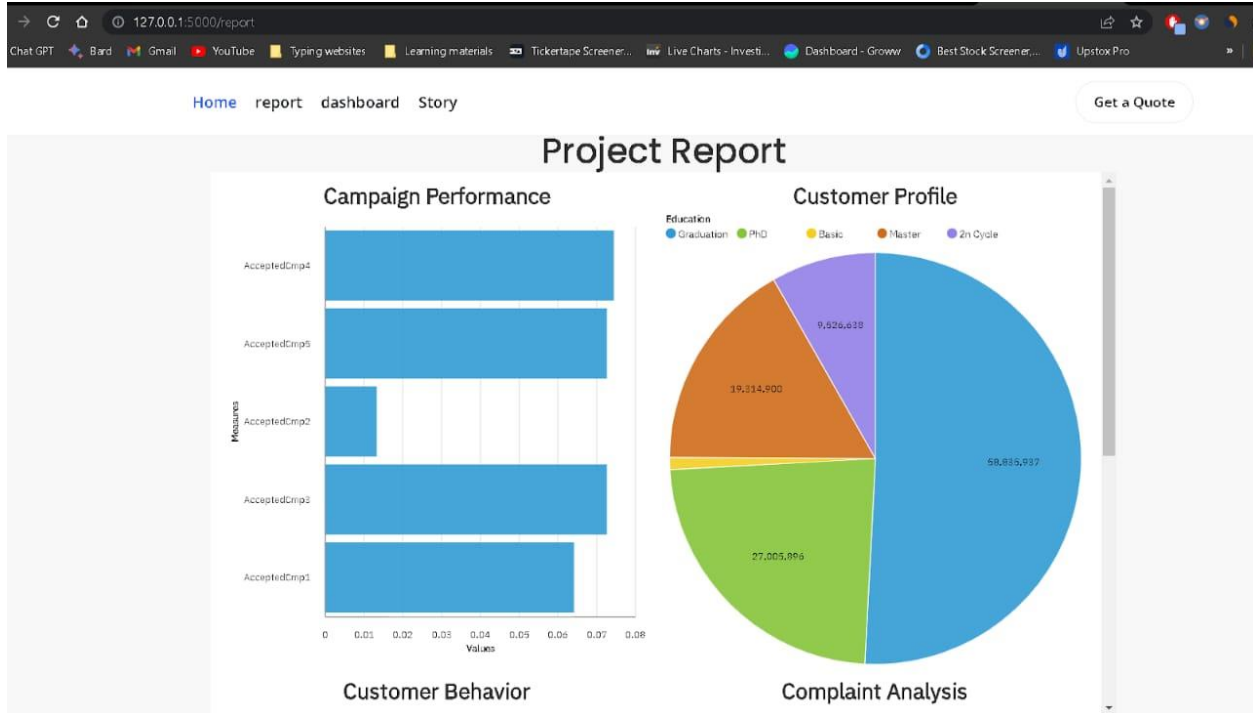 127.0.0.1:5000/report
Chat GPT Bard Gmail YouTube Typing websites Learning materials Tickertape Screener... Live Charts - Investi... Dashboard - Groww Best Stock Screener,... Upstox Pro »
Home report dashboard Story Get a Quote
Project Report
Campaign Performance
AcceptedCmp4
AcceptedCmp5
AcceptedCmp2
AcceptedCmp3
AcceptedCmp1
Measures
0 0.01 0.02 0.03 0.04 0.05 0.06 0.07 0.08
Values
Customer Profile
Education
Graduation PhD Basic Master 2n Cycle
9,526,638
19,314,900
58,835,937
27,005,896
Customer Behavior
Complaint Analysis